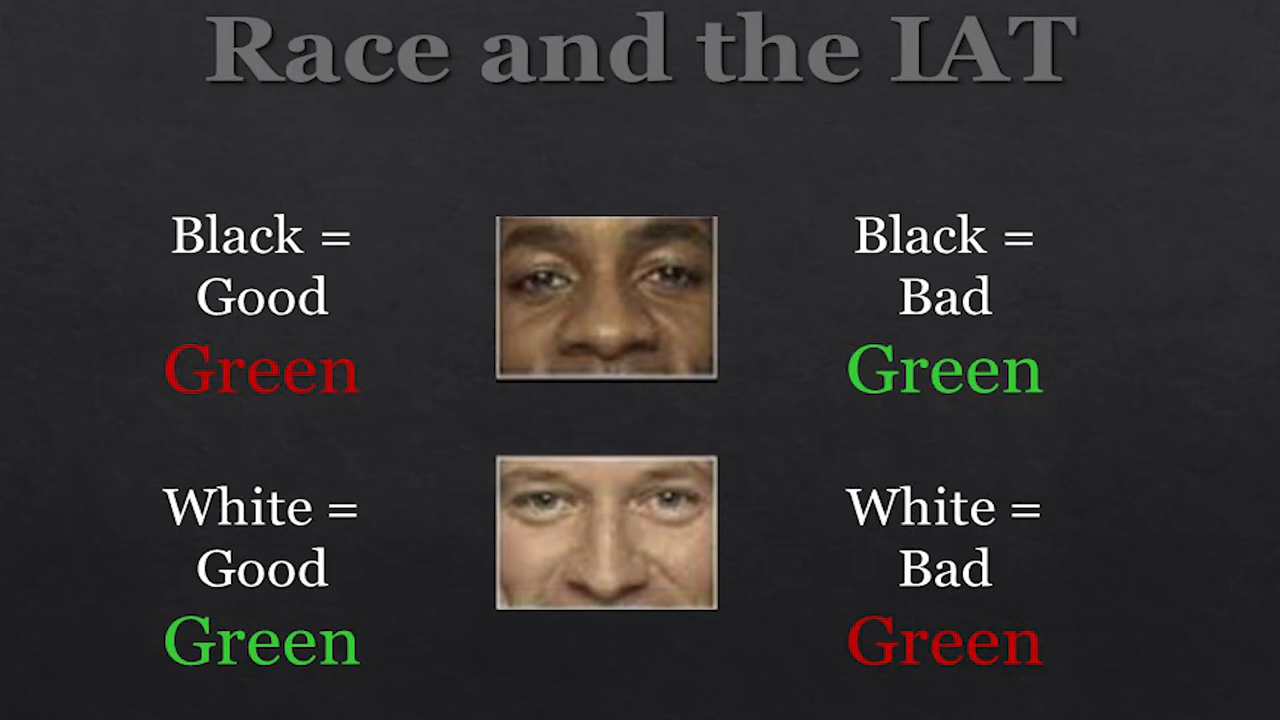 Race and the IAT
Black =
Good
Green
Black =
Bad
Green
White =
Good
Green
White =
Bad
Green